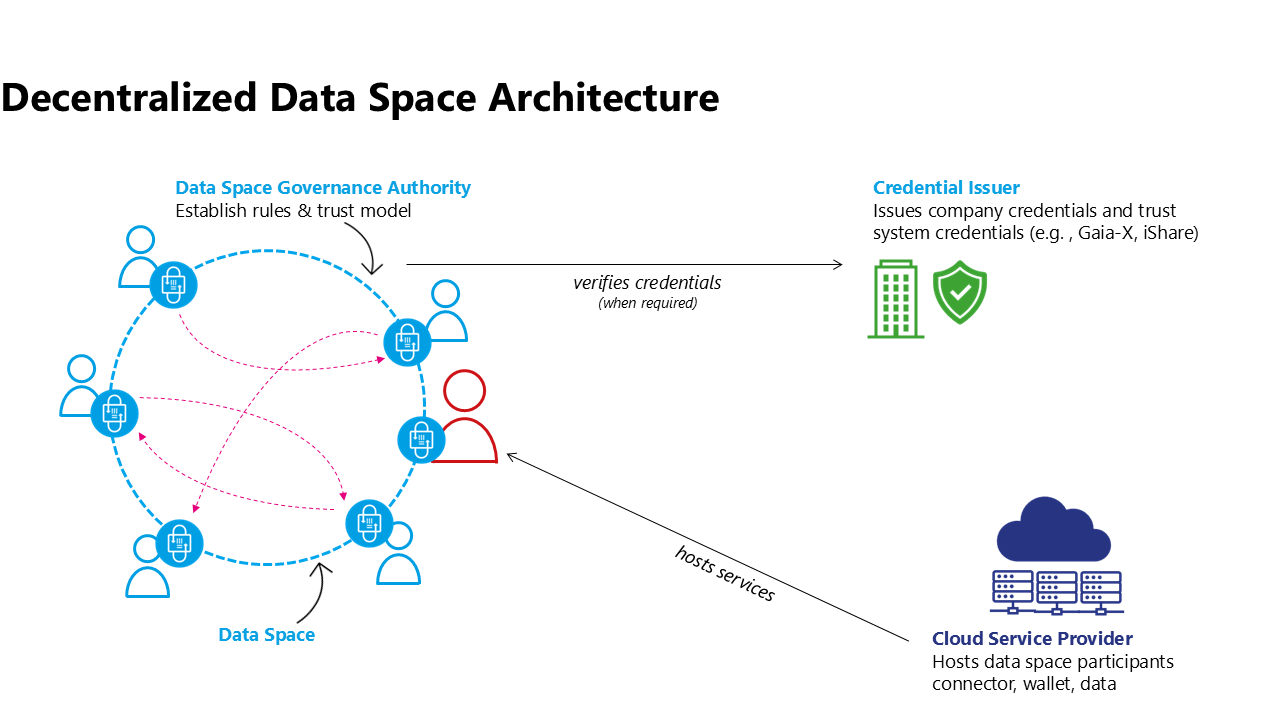 Decentralized Data Space Architecture
Data Space Governance Authority
Establish rules & trust model
Credential Issuer
Issues company credentials and trust
system credentials (e.g. , Gaia-X, iShare)
verifies credentials
(when required)
hosts services
Data Space
Cloud Service Provider
Hosts data space participants
connector, wallet, data